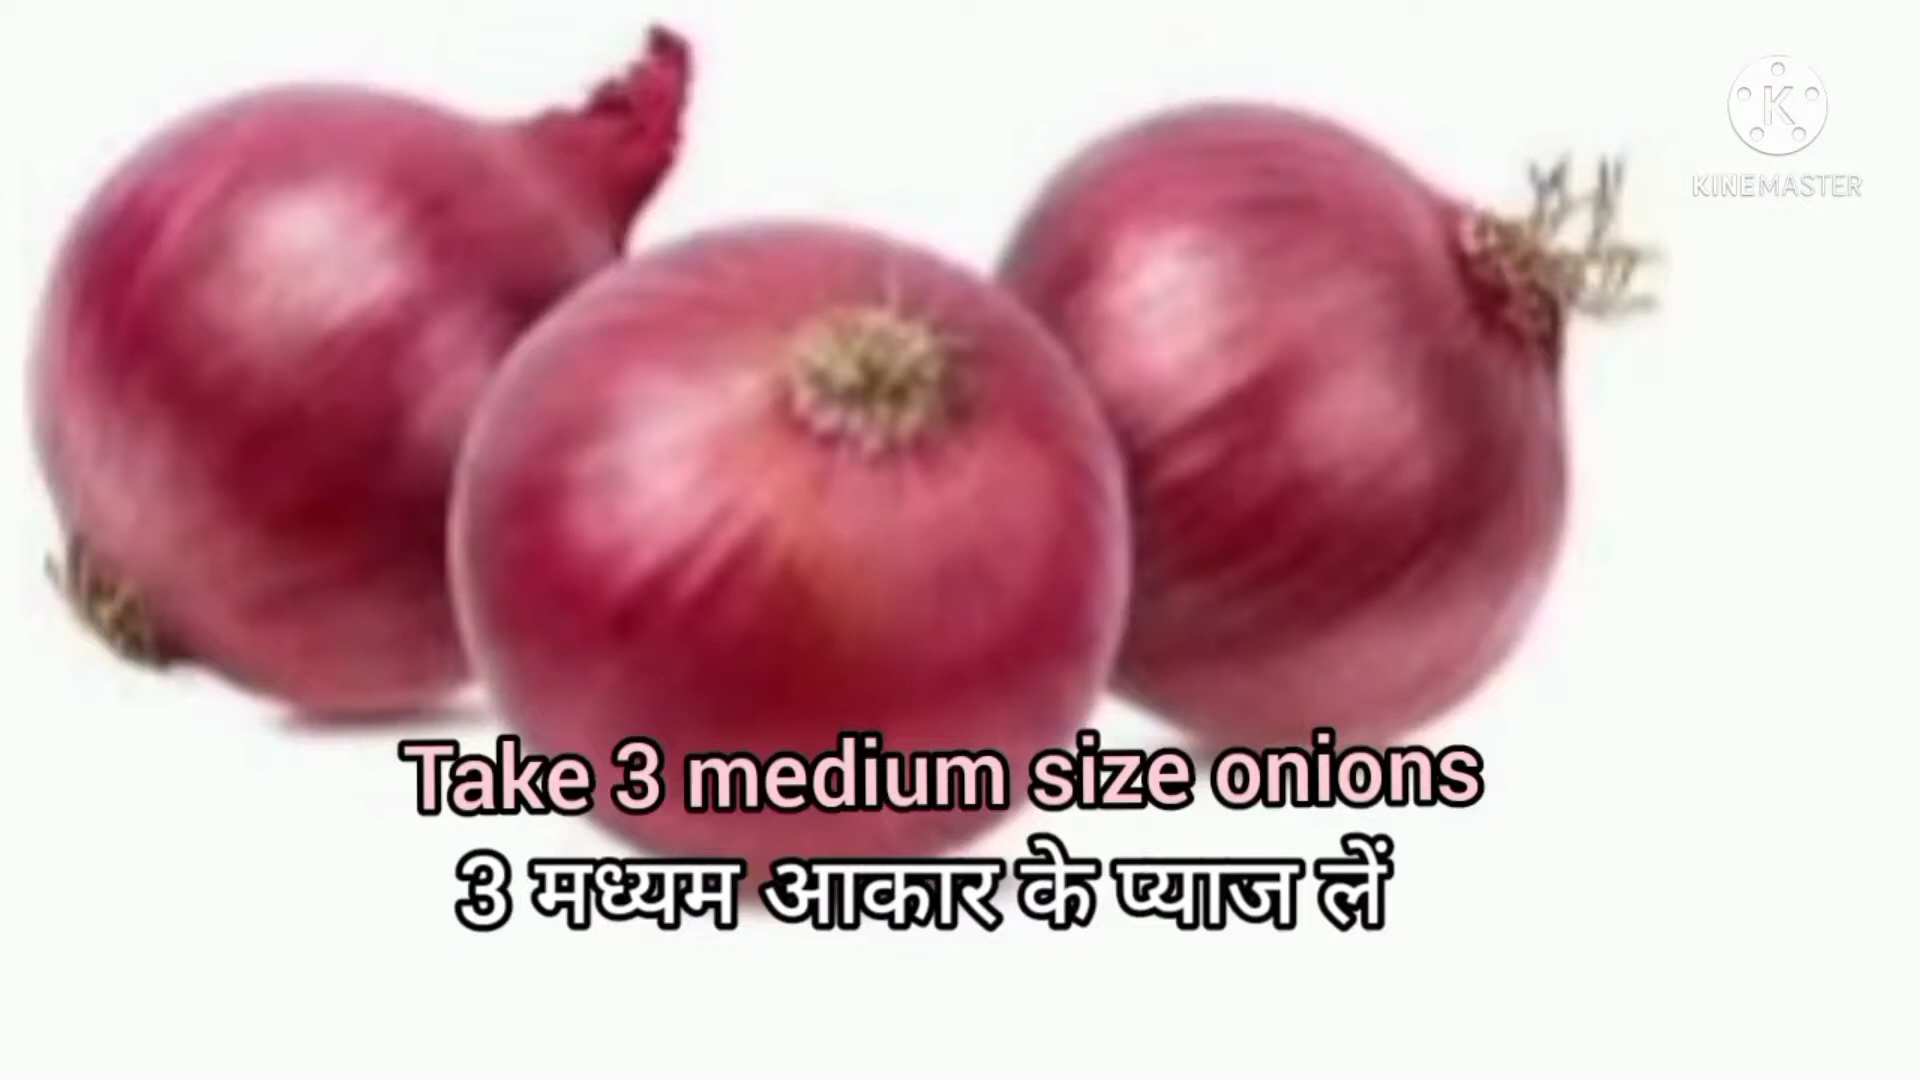 K
KINEMASTER
Take 3 medium size onions
3 मध्यम आकार के प्याज लें